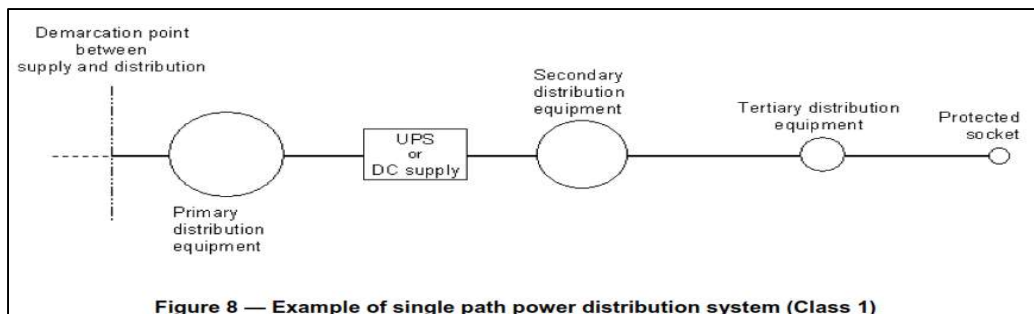 Demarcation point
between
supply and distribution
Secondary
distribution
equipment
Tertiary distribution
equipment
Protected
socket
UPS
or
DC supply
Primary
distribution
equipment
Figure 8 — Example of single path power distribution system (Class 1)